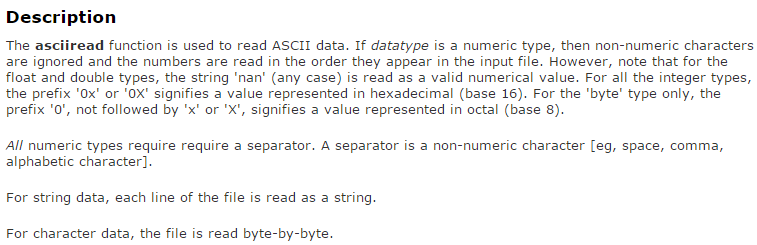 Description
The asciiread function is used to read ASCII data. If datatype is a numeric type, then non-numeric characters
are ignored and the numbers are read in the order they appear in the input file. However, note that for the
float and double types, the string 'nan' (any case) is read as a valid numerical value. For all the integer types,
the prefix '0x' or '0X' signifies a value represented in hexadecimal (base 16). For the 'byte' type only, the
prefix '0', not followed by 'x' or 'X', signifies a value represented in octal (base 8).
All numeric types require require a separator. A separator is a non-numeric character [eg, space, comma,
alphabetic character].
For string data, each line of the file is read as a string.
For character data, the file is read byte-by-byte.